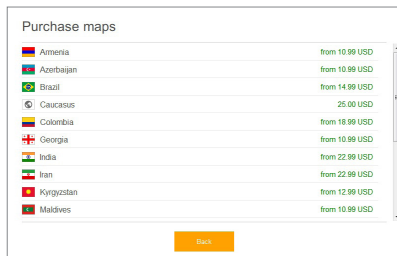 Purchase maps
Armenia from 10.99 USD
Azerbaijan from 10.99 USD
Brazil from 14.99 USD
Caucasus 25.00 USD
Colombia from 18.99 USD
Georgia from 10.99 USD
India from 22.99 USD
Iran from 22.99 USD
Kyrgyzstan from 12.99 USD
Maldives from 10.99 USD
Back